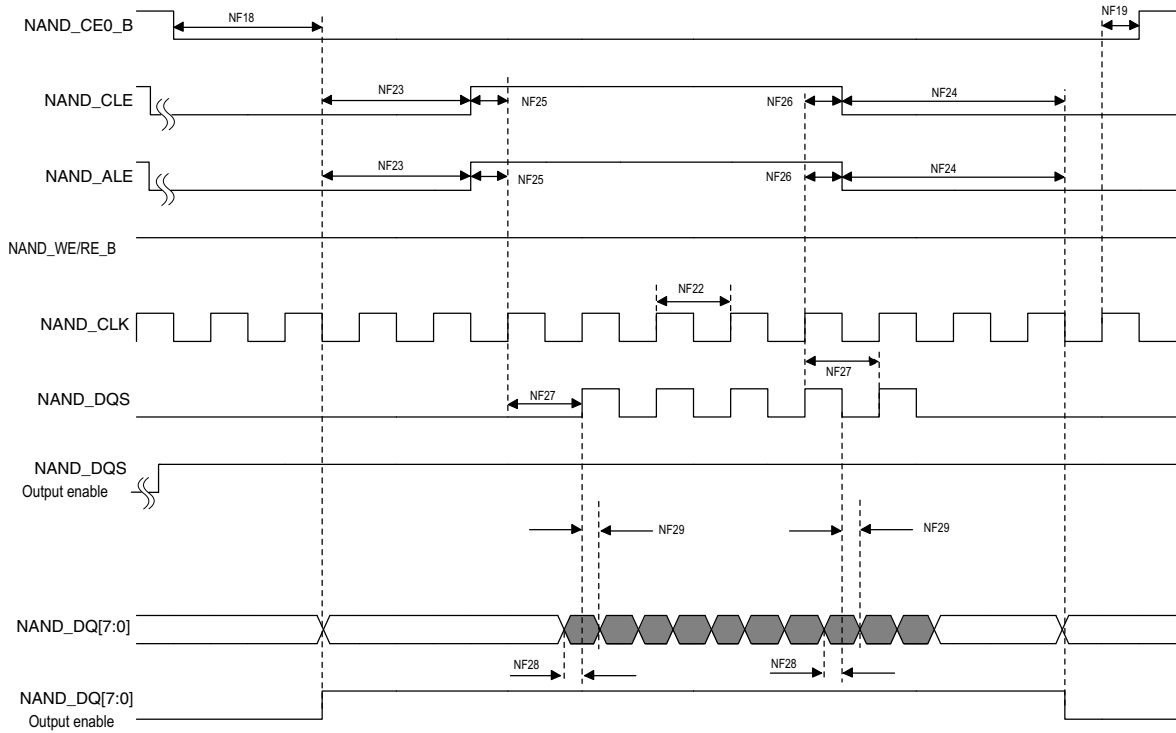 NAND_CE0_B
NF18
NF19
NAND_CLE
NF23
NF25
NF26
NF24
NAND_ALE
NF23
NF25
NF26
NF24
NAND_WE/RE_B
NF22
NAND_CLK
NF27
NAND_DQS
NF27
NAND_DQS
Output enable
NF29
NF29
NAND_DQ[7:0]
NF28
NF28
NAND_DQ[7:0]
Output enable